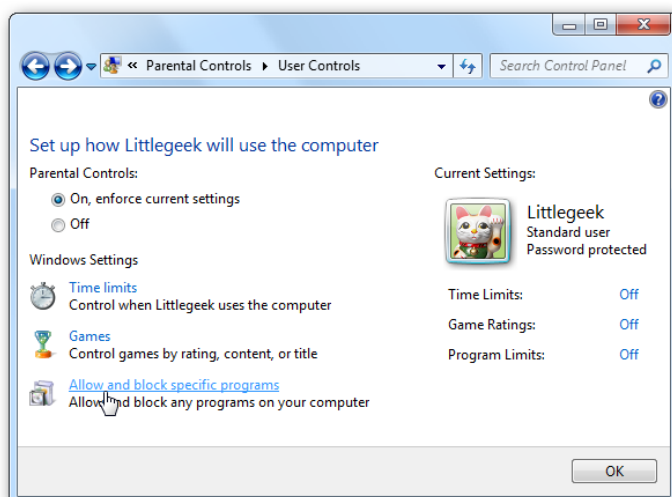 « Parental Controls ▸ User Controls
Search Control Panel
Set up how Littlegeek will use the computer
Parental Controls:
On, enforce current settings
Off
Windows Settings
Time limits
Control when Littlegeek uses the computer
Games
Control games by rating, content, or title
Allow and block specific programs
Allow and block any programs on your computer
Current Settings:
Littlegeek
Standard user
Password protected
Time Limits: Off
Game Ratings: Off
Program Limits: Off
OK